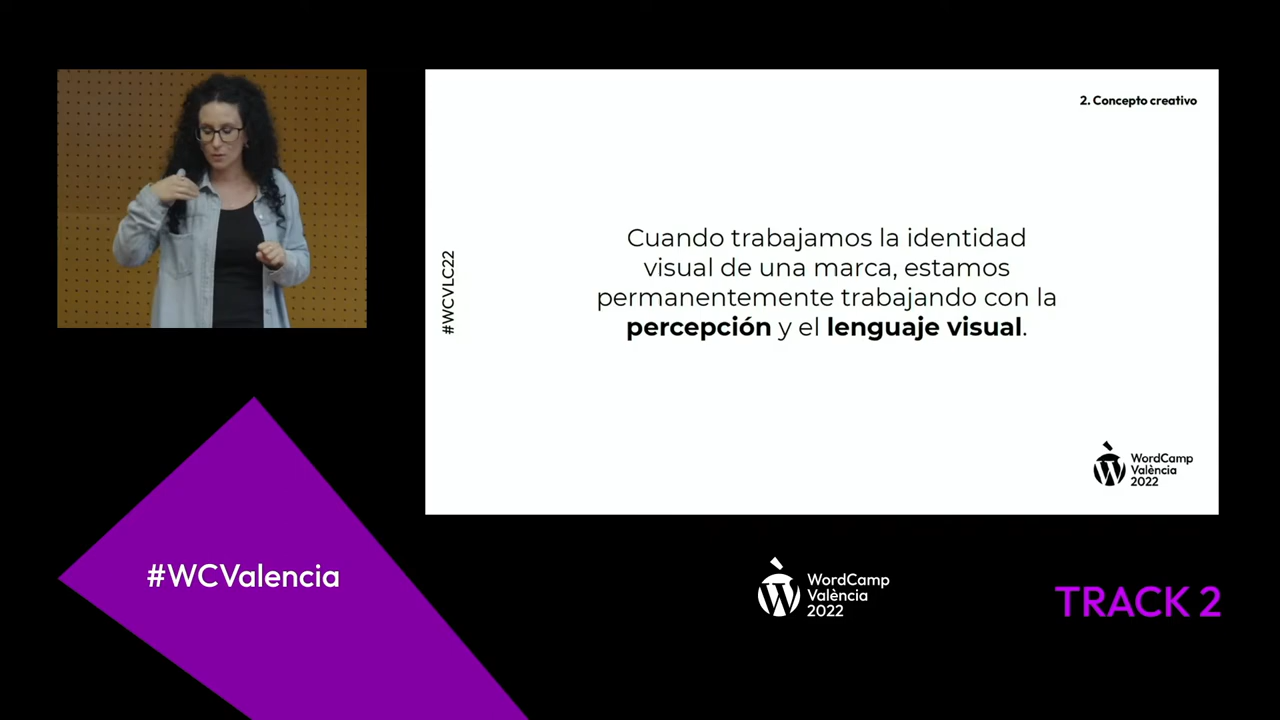 2. Concepto creativo
Cuando trabajamos la identidad
visual de una marca, estamos
permanentemente trabajando con la
percepción y el lenguaje visual.
#WCVLC22
WordCamp
València
2022
#WCValencia
WordCamp
València
2022
TRACK 2